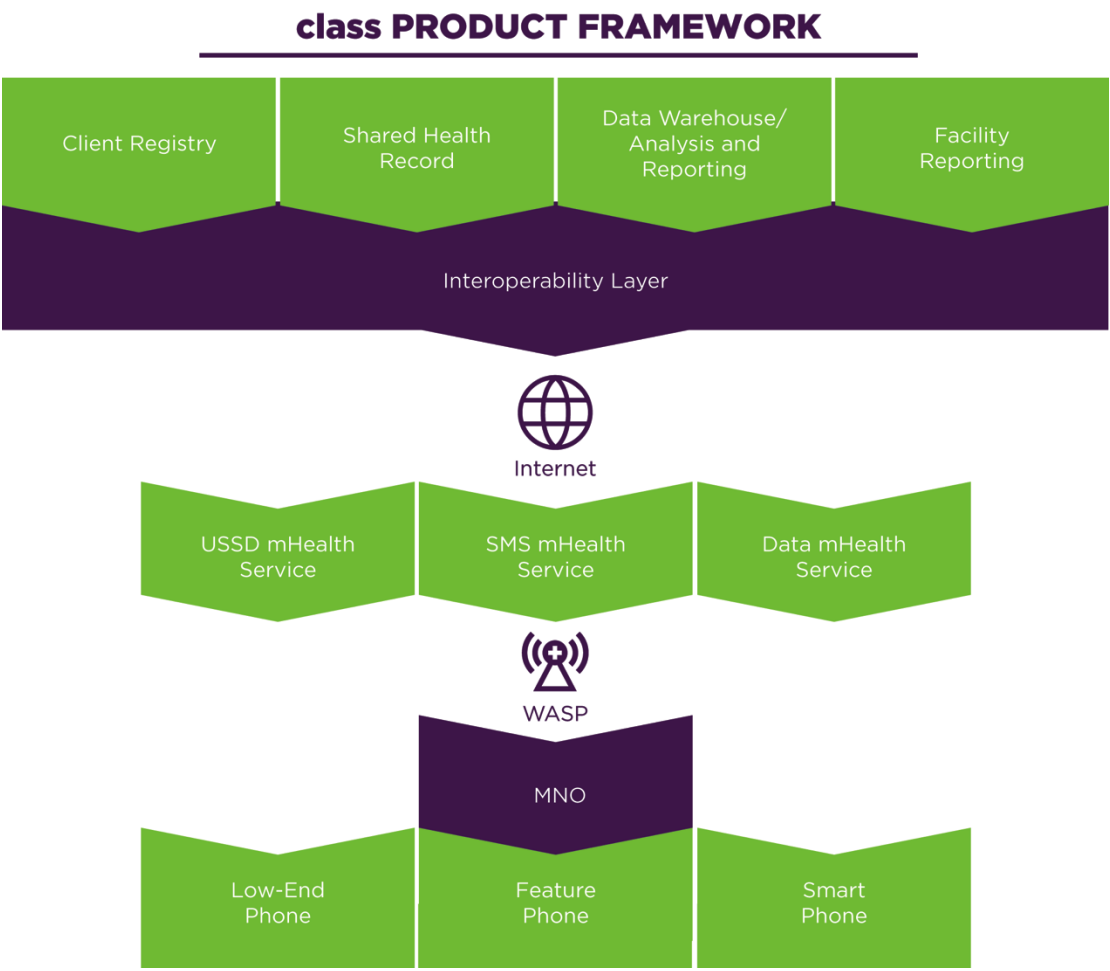 class PRODUCT FRAMEWORK
Client Registry
Shared Health
Record
Data Warehouse/
Analysis and
Reporting
Facility
Reporting
Interoperability Layer
Internet
USSD mHealth
Service
SMS mHealth
Service
Data mHealth
Service
WASP
MNO
Low-End
Phone
Feature
Phone
Smart
Phone